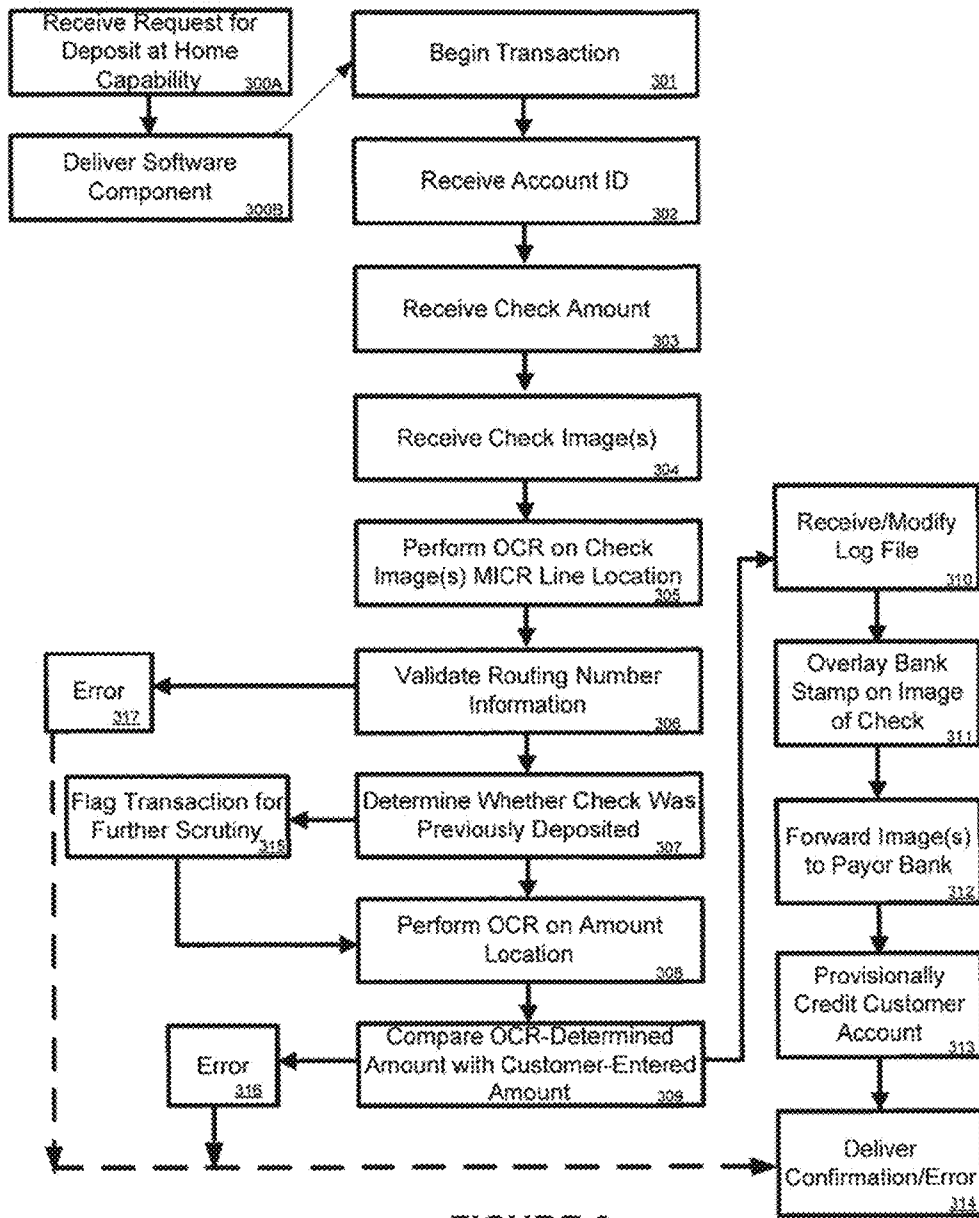 Receive Request for
Deposit at Home
Capability
300A
Deliver Software
Component
300B
Begin Transaction
301
Receive Account ID
302
Receive Check Amount
303
Receive Check Image(s)
304
Perform OCR on Check
Image(s) MICR Line Location
305
Validate Routing Number
Information
306
Error
317
Determine Whether Check Was
Previously Deposited
307
Flag Transaction for
Further Scrutiny
315
Perform OCR on Amount
Location
308
Compare OCR-Determined
Amount with Customer-Entered
Amount
309
Error
316
Receive/Modify
Log File
310
Overlay Bank
Stamp on Image
of Check
311
Forward Image(s)
to Payor Bank
312
Provisionally
Credit Customer
Account
313
Deliver
Confirmation/Error
314